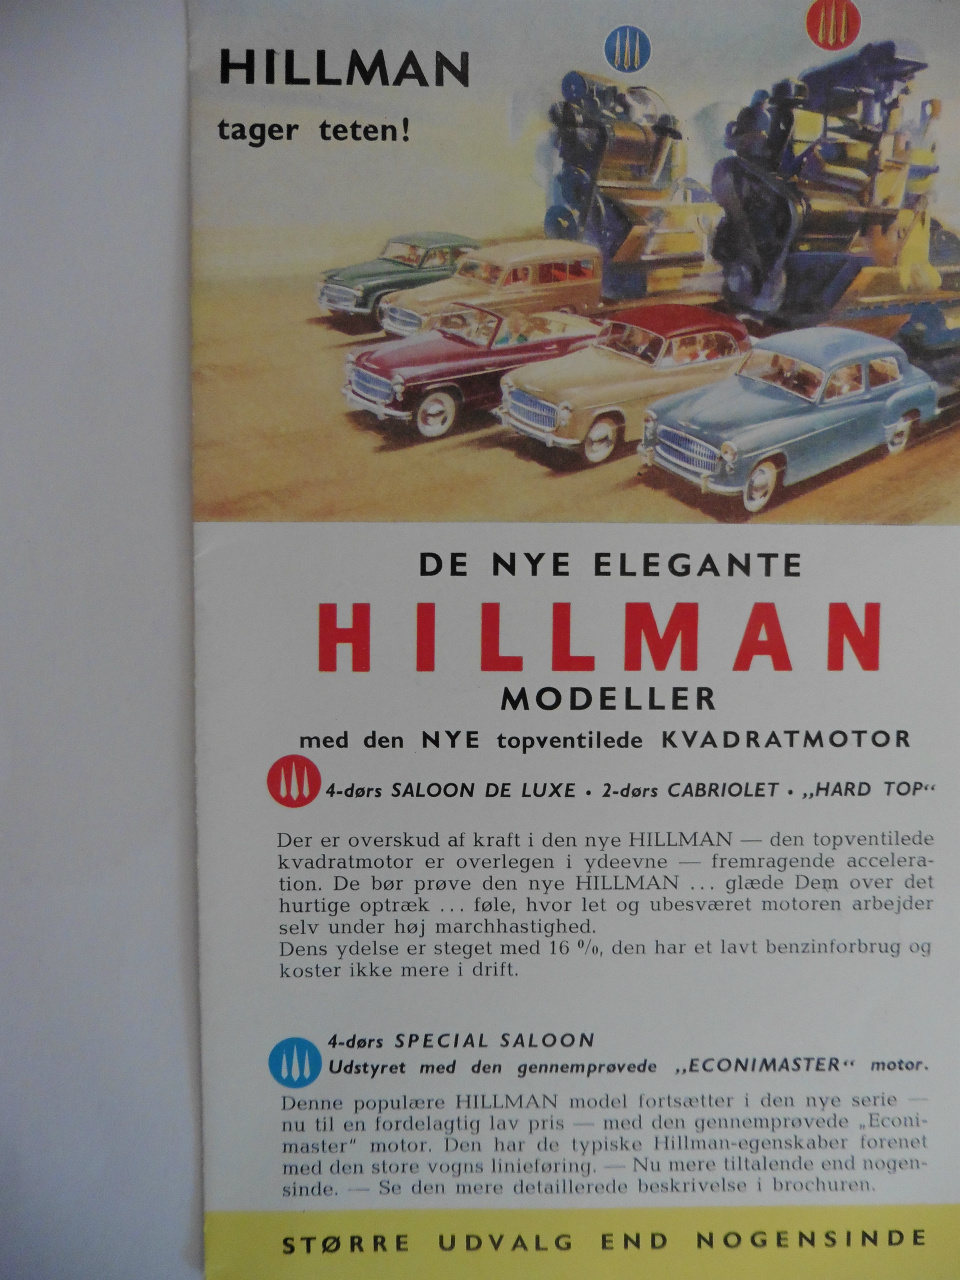 HILLMAN
tager teten!
DE NYE ELEGANTE
HILLMAN
MODELLER
med den NYE topventilede KVADRATMOTOR
4-dørs SALOON DE LUXE • 2-dørs CABRIOLET • „HARD TOP“
Der er overskud af kraft i den nye HILLMAN — den topventilede
kvadratmotor er overlegen i ydeevne — fremragende accelera-
tion. De bør prøve den nye HILLMAN ... glæde Dem over det
hurtige optræk ... føle, hvor let og ubesværet motoren arbejder
selv under høj marchhastighed.
Dens ydelse er steget med 16 %, den har et lavt benzinforbrug og
koster ikke mere i drift.
4-dørs SPECIAL SALOON
Udstyret med den gennemprøvede „ECONIMASTER“ motor.
Denne populære HILLMAN model fortsætter i den nye serie —
nu til en fordelagtig lav pris — med den gennemprøvede „Econi-
master" motor. Den har de typiske Hillman-egenskaber forenet
med den store vogns linieføring. — Nu mere tiltalende end nogen-
sinde. — Se den mere detaillerede beskrivelse i brochuren.
STØRRE UDVALG END NOGENSINDE